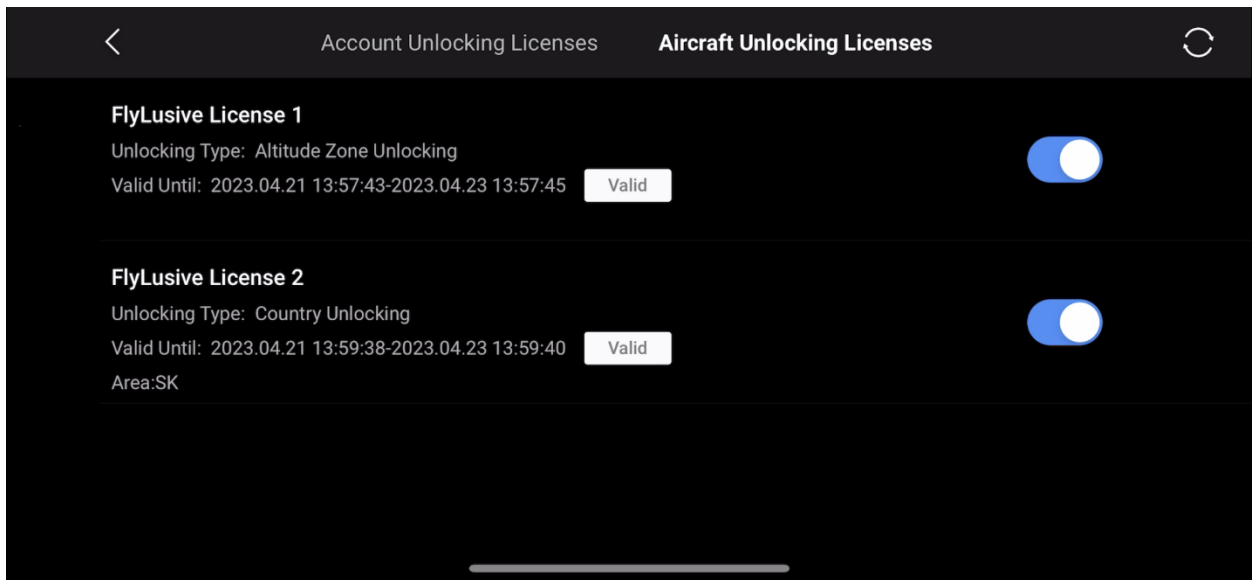 Account Unlocking Licenses Aircraft Unlocking Licenses
FlyLusive License 1
Unlocking Type: Altitude Zone Unlocking
Valid Until: 2023.04.21 13:57:43-2023.04.23 13:57:45 Valid
FlyLusive License 2
Unlocking Type: Country Unlocking
Valid Until: 2023.04.21 13:59:38-2023.04.23 13:59:40 Valid
Area:SK